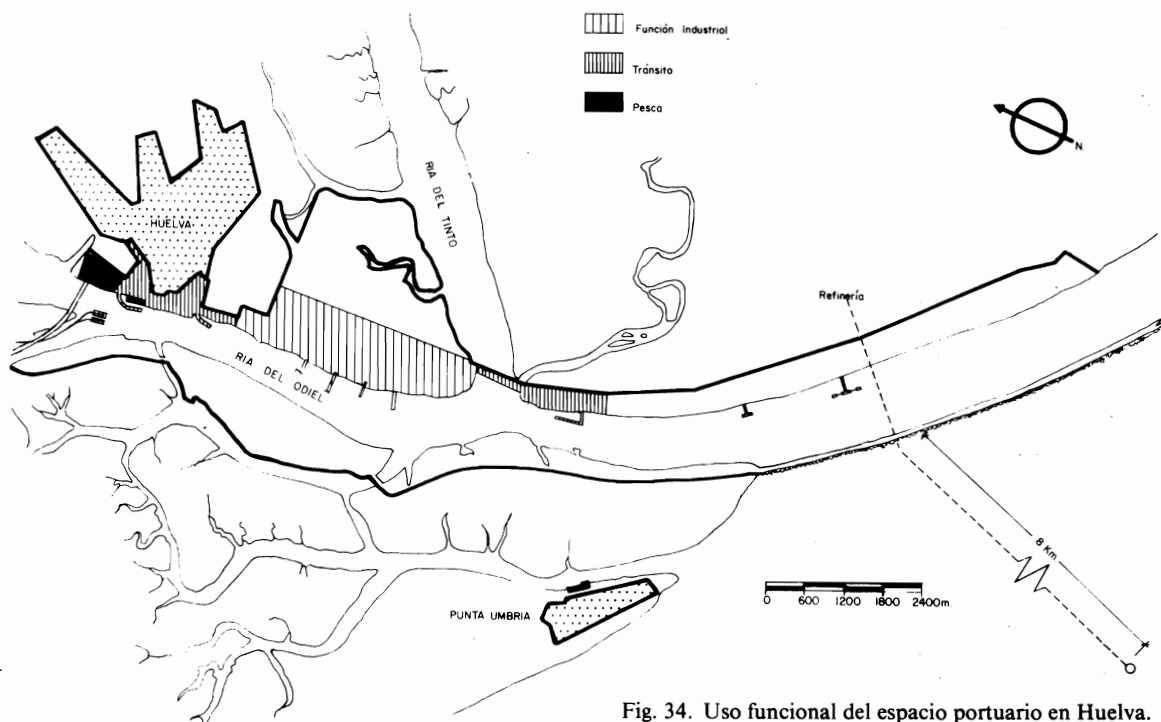 Función Industrial
Tránsito
Pesca
N
HUELVA
RIA DEL TINTO
Refinería
RIA DEL ODIEL
8 Km
PUNTA UMBRIA
0 600 1200 1800 2400m.
Fig. 34. Uso funcional del espacio portuario en Huelva.